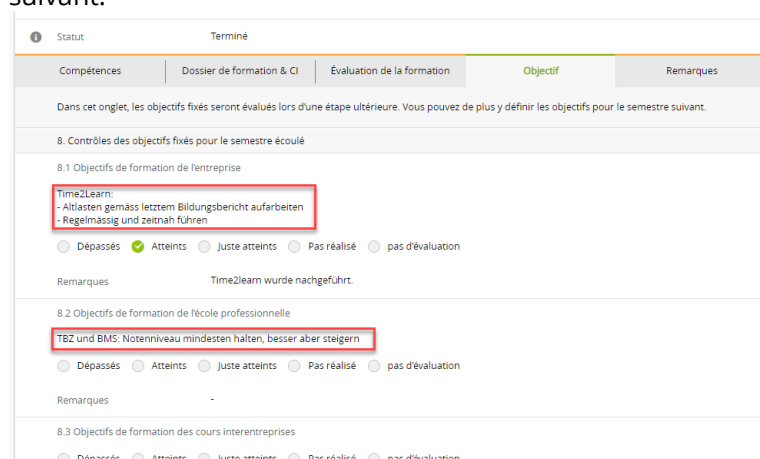 suivant.
Statut Terminé
Compétences Dossier de formation & CI Évaluation de la formation Objectif Remarques
Dans cet onglet, les objectifs fixés seront évalués lors d'une étape ultérieure. Vous pouvez de plus y définir les objectifs pour le semestre suivant.
8. Contrôles des objectifs fixés pour le semestre écoulé
8.1 Objectifs de formation de l'entreprise
Time2Learn:
- Altlasten gemäss letztem Bildungsbericht aufarbeiten
- Regelmässig und zeitnah führen
Dépassés Atteints Juste atteints Pas réalisé pas d'évaluation
Remarques Time2learn wurde nachgeführt.
8.2 Objectifs de formation de l'école professionnelle
TBZ und BMS: Notenniveau mindesten halten, besser aber steigern
Dépassés Atteints Juste atteints Pas réalisé pas d'évaluation
Remarques -
8.3 Objectifs de formation des cours interentreprises
Dépassés Atteints Juste atteints Pas réalisé pas d'évaluation